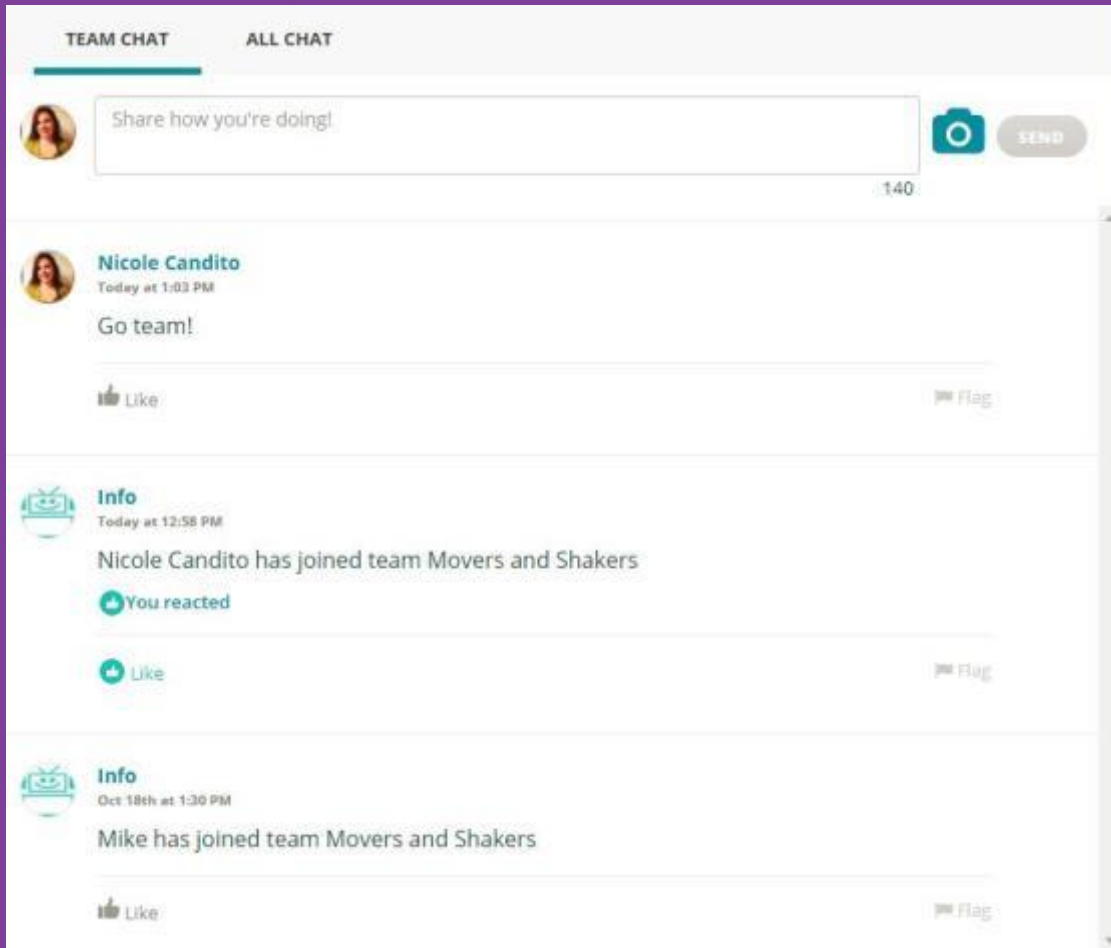 TEAM CHAT ALL CHAT
Share how you're doing!
SEND
140
Nicole Candito
Today at 1:03 PM
Go team!
Like Flag
Info
Today at 12:58 PM
Nicole Candito has joined team Movers and Shakers
You reacted
Like Flag
Info
Oct 18th at 1:30 PM
Mike has joined team Movers and Shakers
Like Flag